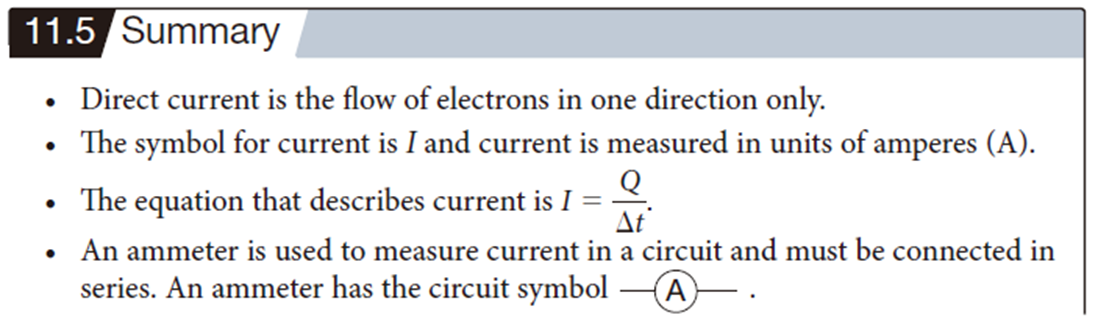 11.5 Summary
• Direct current is the flow of electrons in one direction only.
• The symbol for current is I and current is measured in units of amperes (A).
• The equation that describes current is I = Q/Δt.
• An ammeter is used to measure current in a circuit and must be connected in
series. An ammeter has the circuit symbol —(A)— .